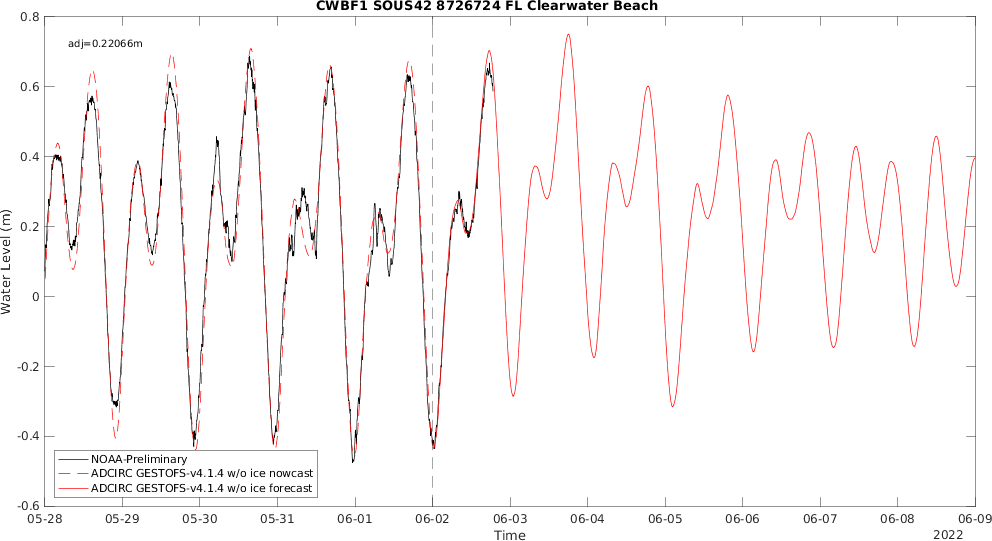 CWBF1 SOUS42 8726724 FL Clearwater Beach
0.8
adj=0.22066m
0.6
0.4
0.2
0
-0.2
-0.4
-0.6
Water Level (m)
NOAA-Preliminary
ADCIRC GESTOFS-v4.1.4 w/o ice nowcast
ADCIRC GESTOFS-v4.1.4 w/o ice forecast
05-28 05-29 05-30 05-31 06-01 06-02 06-03 06-04 06-05 06-06 06-07 06-08 06-09
Time
2022